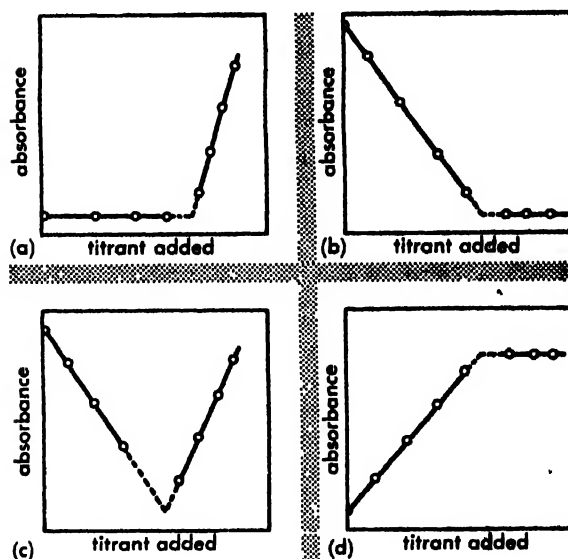 absorbance
(a) titrant added
absorbance
(b) titrant added
absorbance
(c) titrant added
absorbance
(d) titrant added